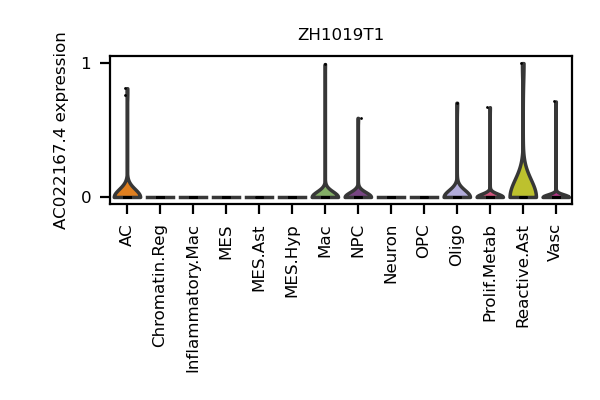 ZH1019T1
AC022167.4 expression
1
0
AC
Chromatin.Reg
Inflammatory.Mac
MES
MES.Ast
MES.Hyp
Mac
NPC
Neuron
OPC
Oligo
Prolif.Metab
Reactive.Ast
Vasc